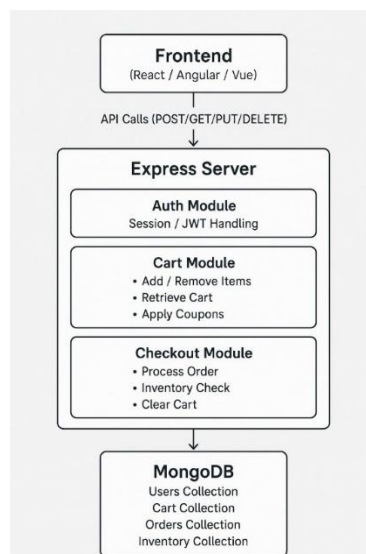 Frontend
(React / Angular / Vue)
API Calls (POST/GET/PUT/DELETE)
Express Server
Auth Module
Session / JWT Handling
Cart Module
• Add / Remove Items
• Retrieve Cart
• Apply Coupons
Checkout Module
• Process Order
• Inventory Check
• Clear Cart
MongoDB
Users Collection
Cart Collection
Orders Collection
Inventory Collection